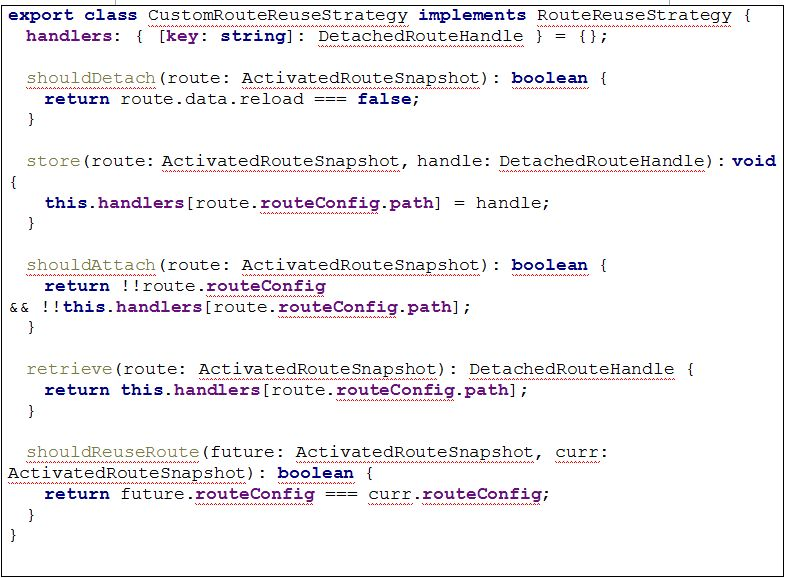 export class CustomRouteReuseStrategy implements RouteReuseStrategy {
handlers: { [key: string]: DetachedRouteHandle } = {};
shouldDetach(route: ActivatedRouteSnapshot): boolean {
return route.data.reload === false;
}
store(route: ActivatedRouteSnapshot, handle: DetachedRouteHandle): void
{
this.handlers[route.routeConfig.path] = handle;
}
shouldAttach(route: ActivatedRouteSnapshot): boolean {
return !!route.routeConfig
&& !!this.handlers[route.routeConfig.path];
}
retrieve(route: ActivatedRouteSnapshot): DetachedRouteHandle {
return this.handlers[route.routeConfig.path];
}
shouldReuseRoute(future: ActivatedRouteSnapshot, curr:
ActivatedRouteSnapshot): boolean {
return future.routeConfig === curr.routeConfig;
}
}